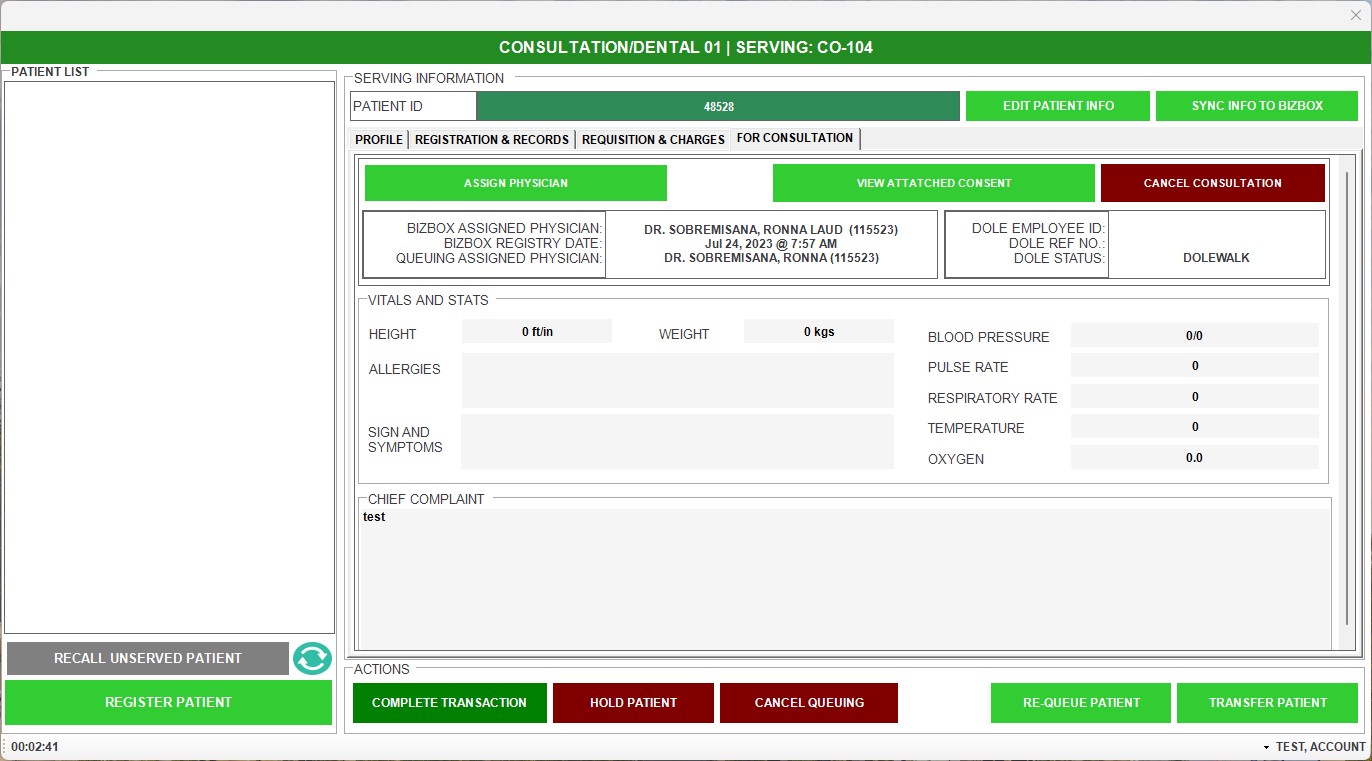 CONSULTATION/DENTAL 01 | SERVING: CO-104
PATIENT LIST
RECALL UNSERVED PATIENT
REGISTER PATIENT
SERVING INFORMATION
PATIENT ID
48528
EDIT PATIENT INFO
SYNC INFO TO BIZBOX
PROFILE
REGISTRATION & RECORDS
REQUISITION & CHARGES
FOR CONSULTATION
ASSIGN PHYSICIAN
VIEW ATTATCHED CONSENT
CANCEL CONSULTATION
BIZBOX ASSIGNED PHYSICIAN: DR. SOBREMISANA, RONNA LAUD (115523)
BIZBOX REGISTRY DATE: Jul 24, 2023 @ 7:57 AM
QUEUING ASSIGNED PHYSICIAN: DR. SOBREMISANA, RONNA (115523)
DOLE EMPLOYEE ID:
DOLE REF NO.:
DOLE STATUS: DOLEWALK
VITALS AND STATS
HEIGHT 0 ft/in
WEIGHT 0 kgs
ALLERGIES
SIGN AND
SYMPTOMS
BLOOD PRESSURE 0/0
PULSE RATE 0
RESPIRATORY RATE 0
TEMPERATURE 0
OXYGEN 0.0
CHIEF COMPLAINT
test
ACTIONS
COMPLETE TRANSACTION
HOLD PATIENT
CANCEL QUEUING
RE-QUEUE PATIENT
TRANSFER PATIENT
00:02:41
TEST, ACCOUNT